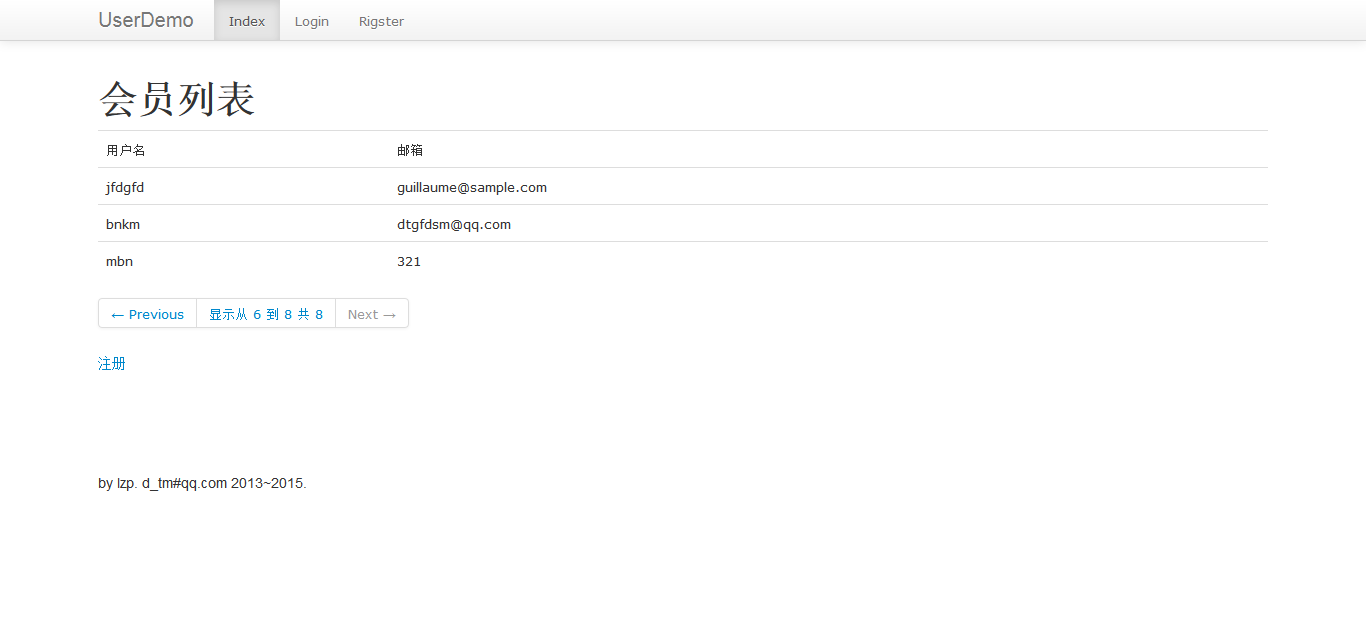 UserDemo Index Login Rigster
会员列表
用户名 邮箱
jfdgfd guillaume@sample.com
bnkm dtgfdsm@qq.com
mbn 321
← Previous 显示从 6 到 8 共 8 Next →
注册
by lzp. d_tm#qq.com 2013~2015.